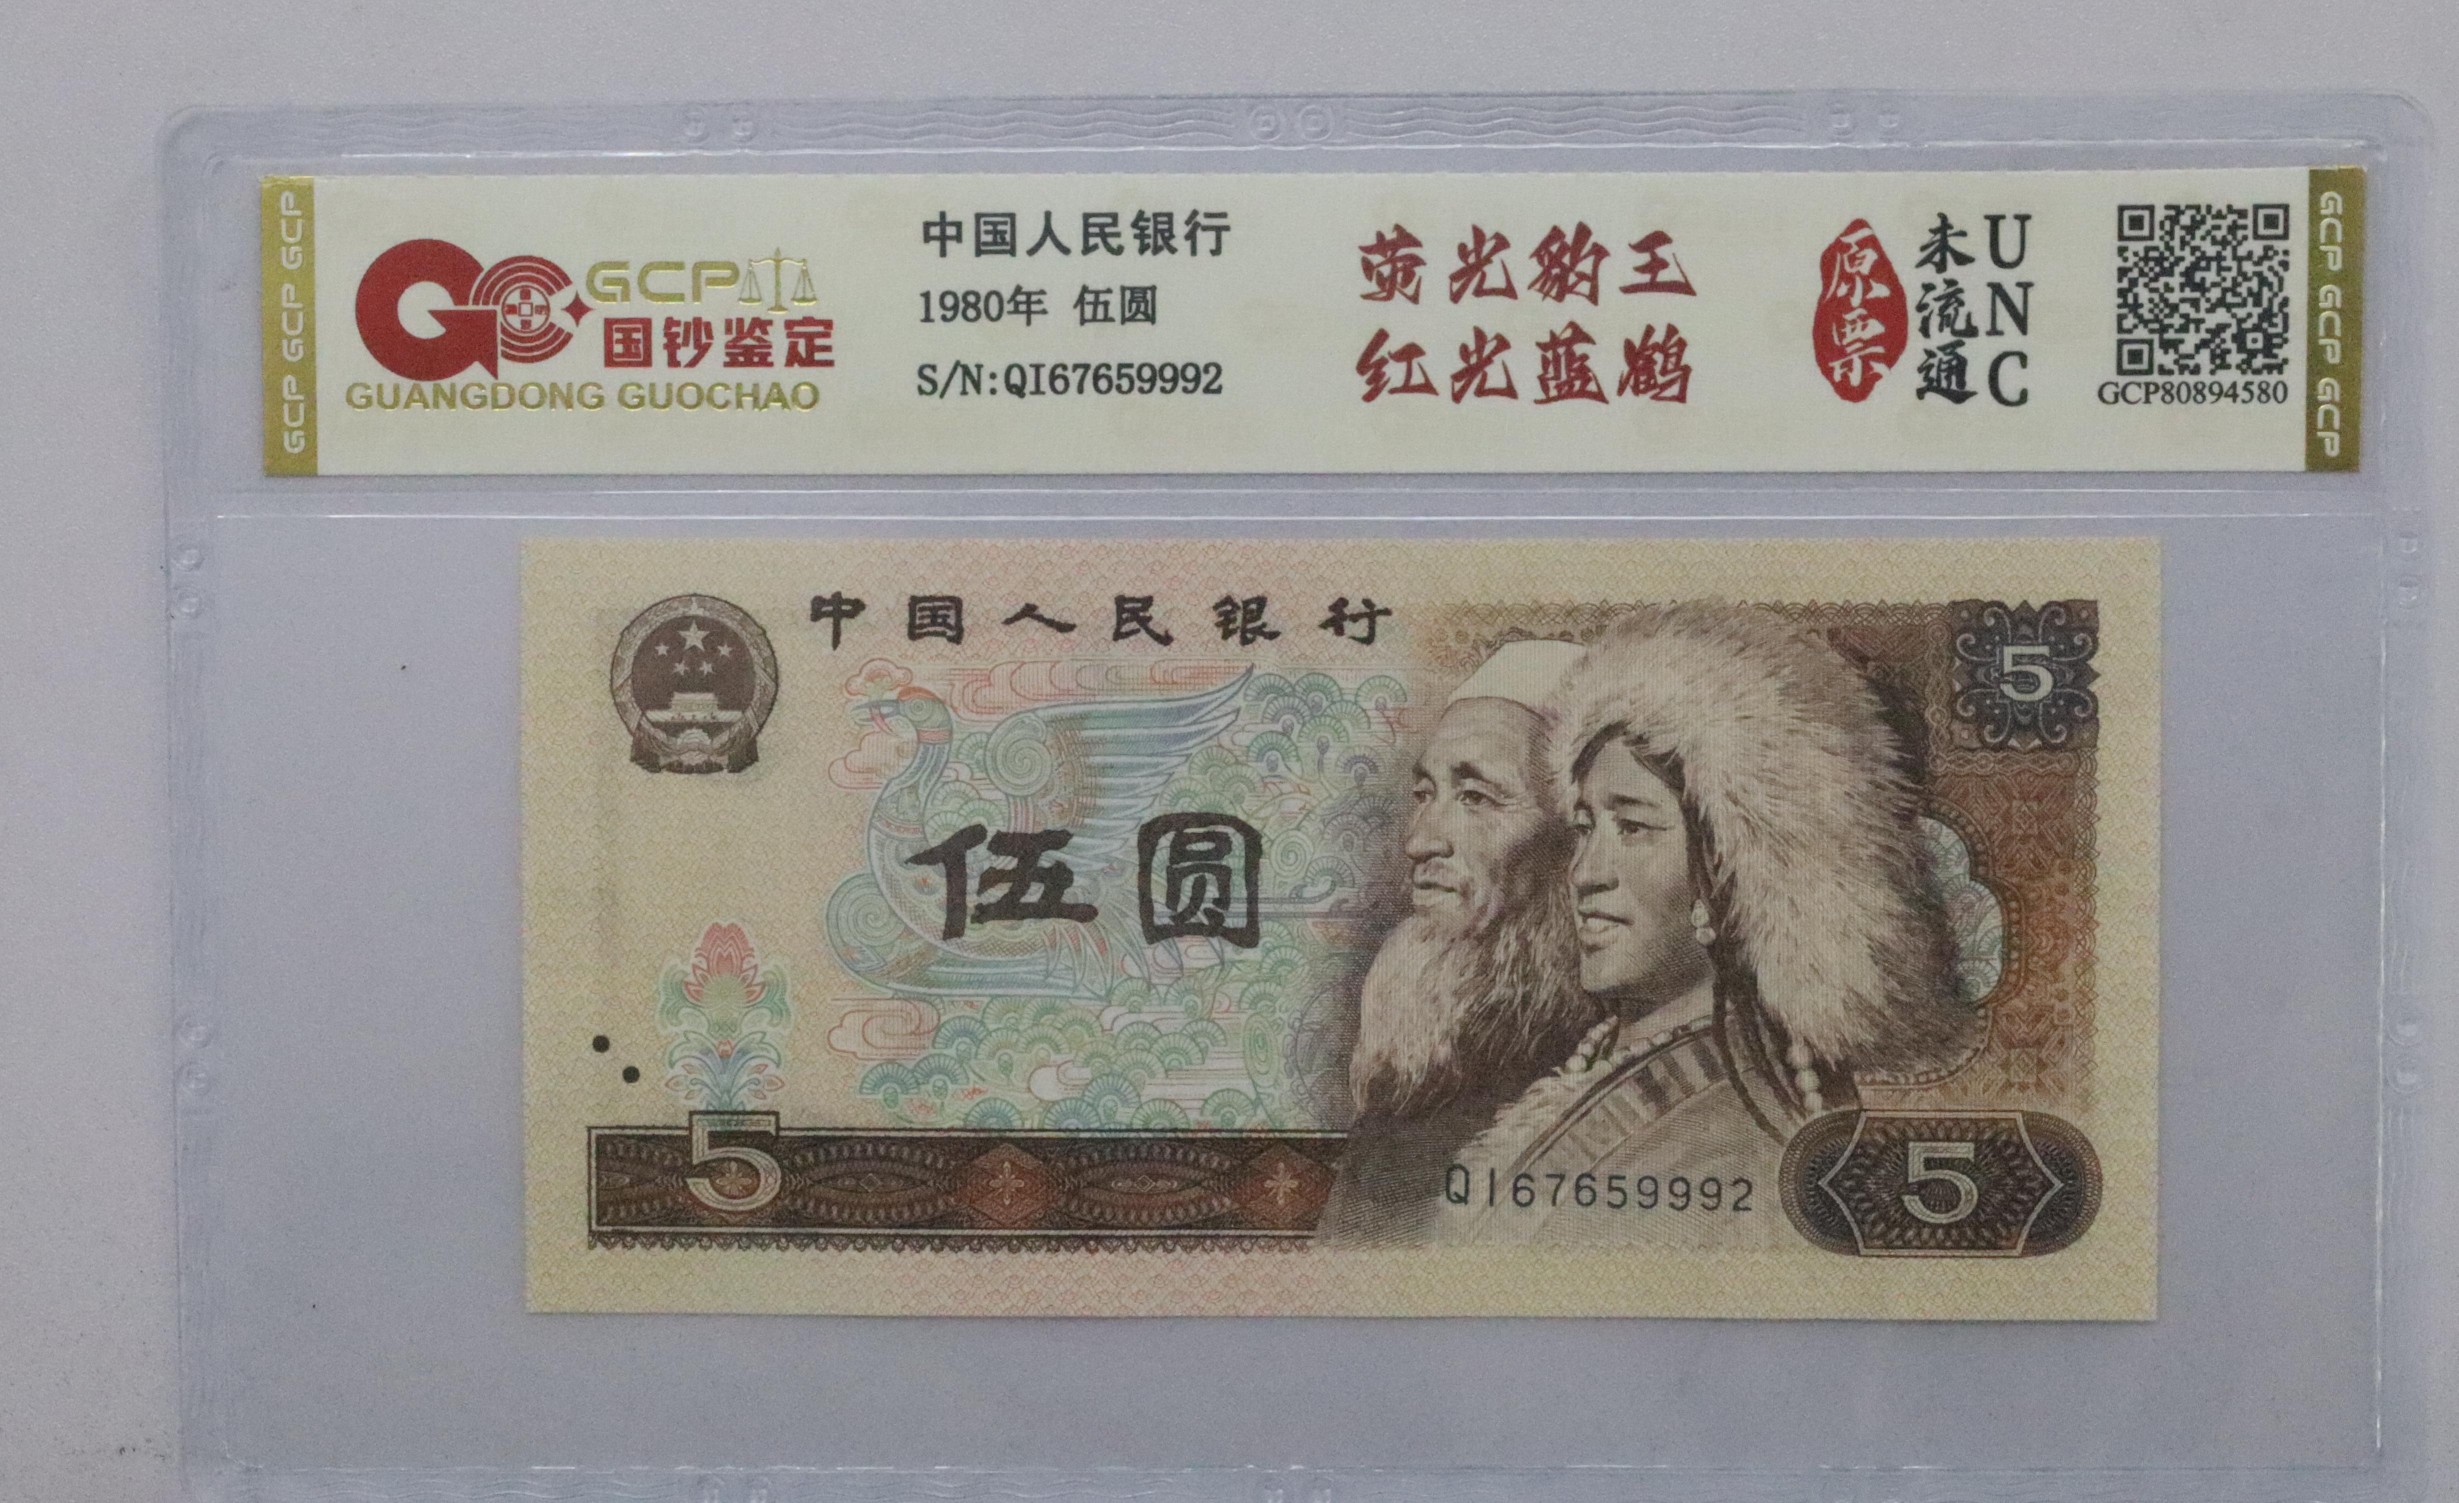 GCP GCP GCP
GCP
国钞鉴定
GUANGDONG GUOCHAO
中国人民银行
1980年 伍圆
S/N:QI67659992
荧光豹王
红光蓝鹤
原票
未流通
UNC
GCP80894580
GCP GCP GCP
中国人民银行
5
伍圆
5
QI67659992
5